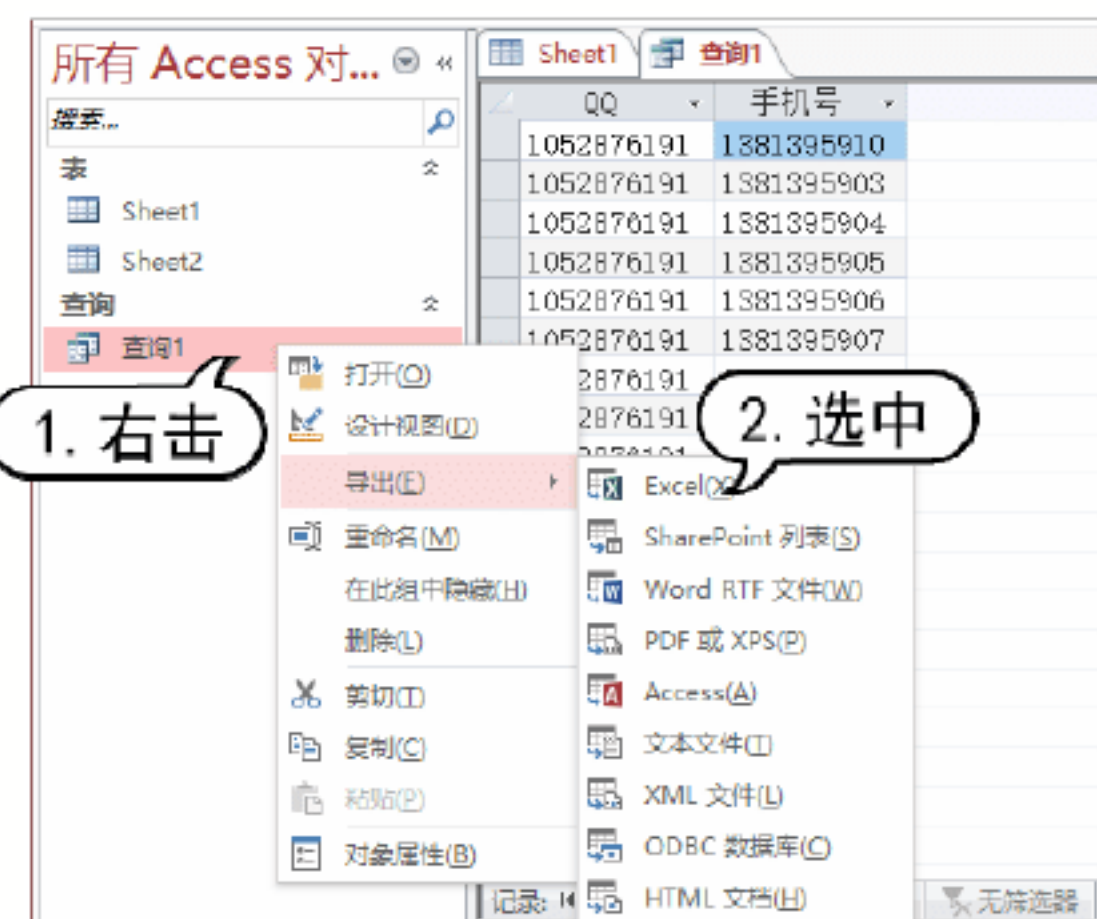 所有 Access 对...
搜索...
表
Sheet1
Sheet2
查询
查询1
1. 右击
Sheet1
查询1
QQ 手机号
1052876191 1381395910
1052876191 1381395903
1052876191 1381395904
1052876191 1381395905
1052876191 1381395906
1052876191 1381395907
2876191
2876191
2. 选中
打开(O)
设计视图(D)
导出(E)
重命名(M)
在此组中隐藏(H)
删除(L)
剪切(T)
复制(C)
粘贴(P)
对象属性(B)
Excel(X)
SharePoint 列表(S)
Word RTF 文件(W)
PDF 或 XPS(P)
Access(A)
文本文件(T)
XML 文件(L)
ODBC 数据库(C)
HTML 文档(H)
记录:
无筛选器